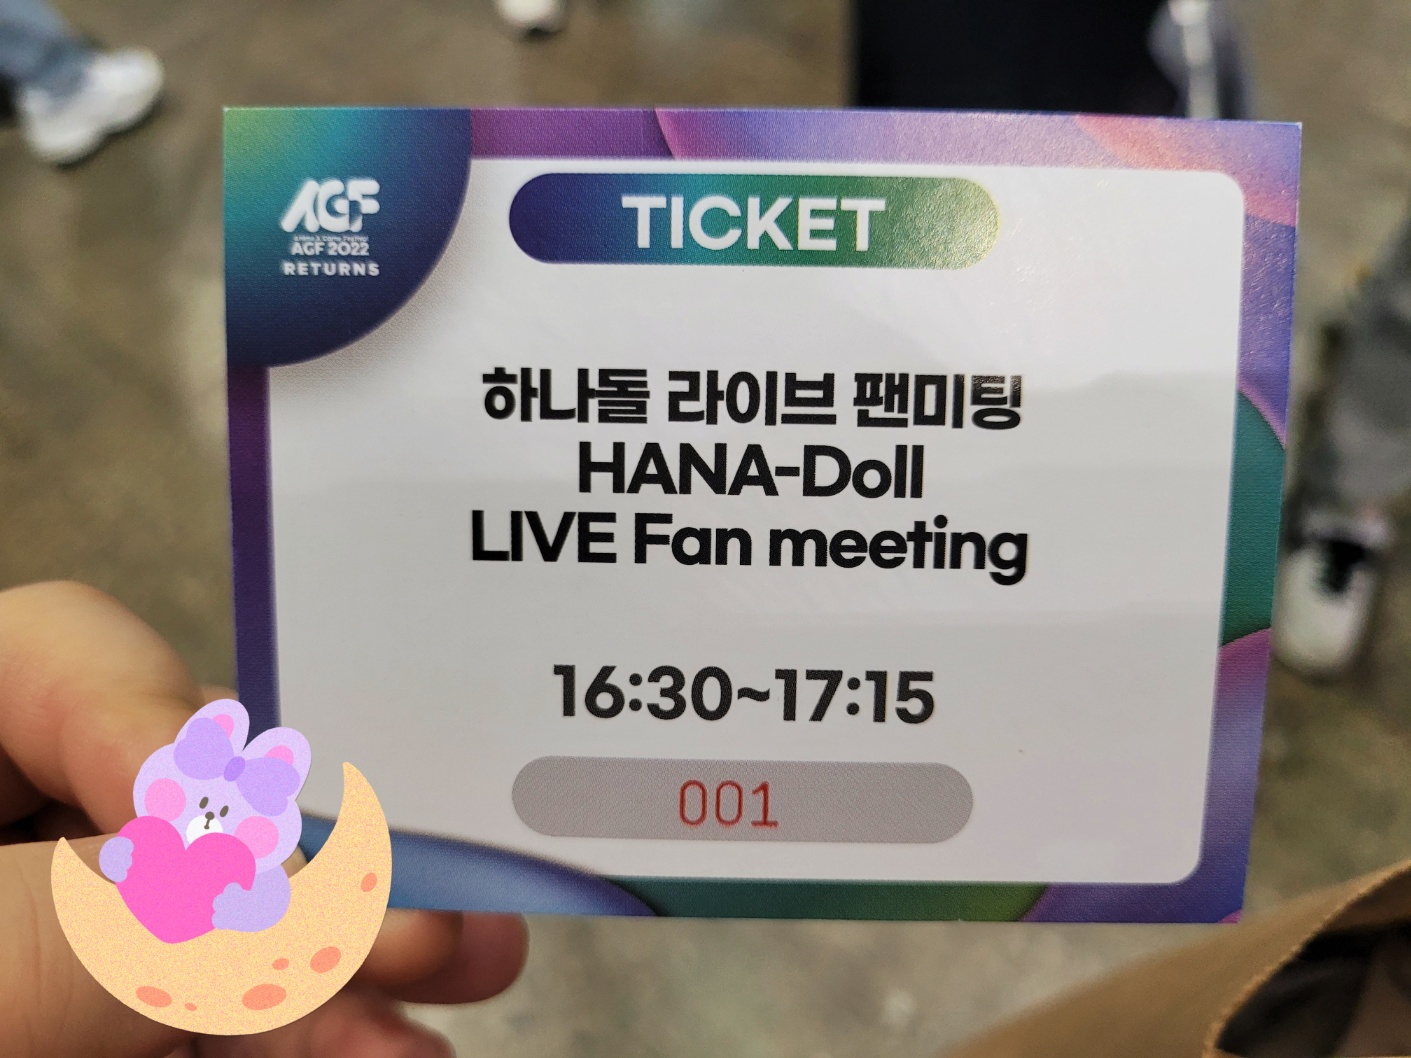 AGF
AGF 2022
RETURNS
TICKET
하나돌 라이브 팬미팅
HANA-Doll
LIVE Fan meeting
16:30~17:15
001